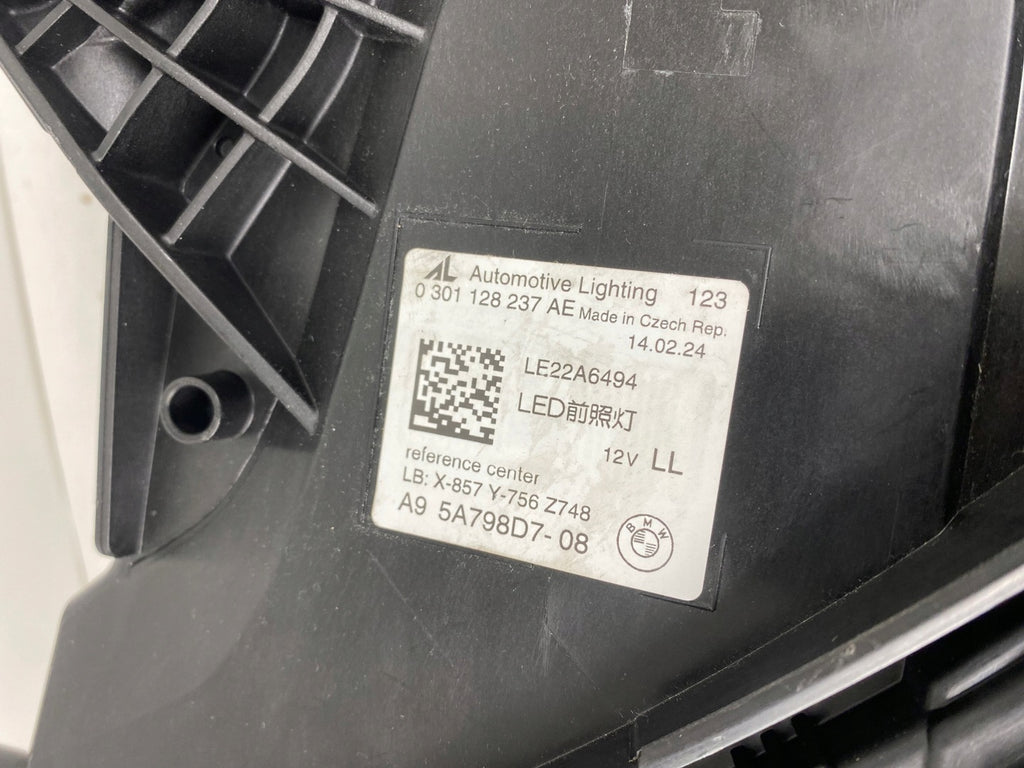 AL Automotive Lighting 123
0 301 128 237 AE Made in Czech Rep.
14.02.24
LE22A6494
LED前照灯
12V LL
reference center
LB: X-857 Y-756 Z748
A9 5A798D7-08
BMW